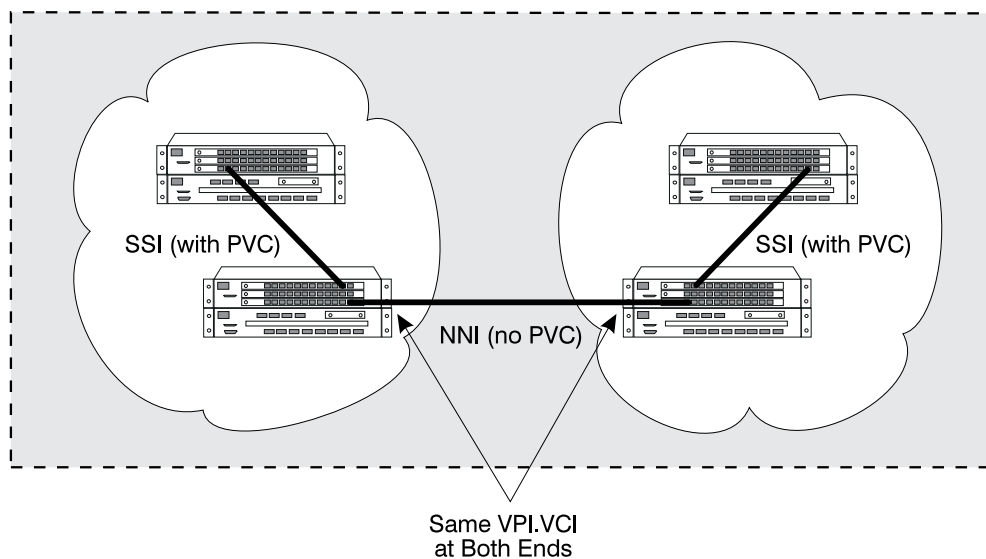 SSI (with PVC)
SSI (with PVC)
NNI (no PVC)
Same VPI.VCI
at Both Ends